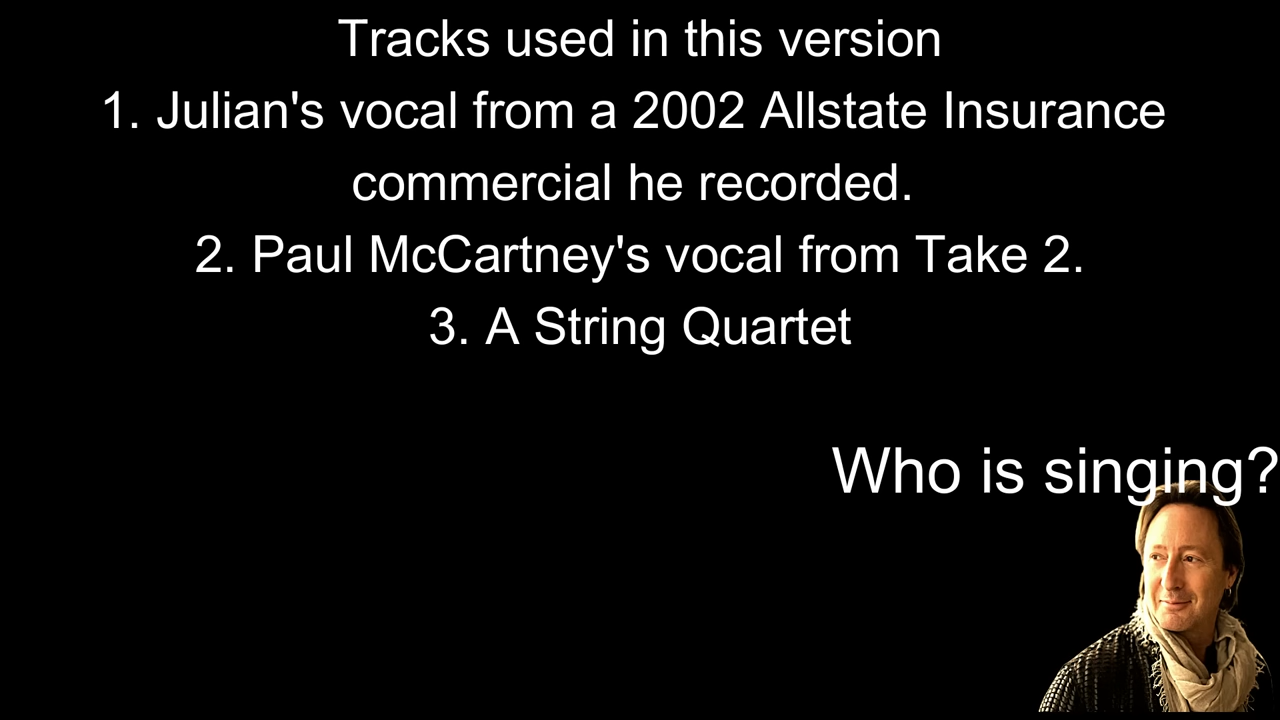 Tracks used in this version
1. Julian's vocal from a 2002 Allstate Insurance
commercial he recorded.
2. Paul McCartney's vocal from Take 2.
3. A String Quartet
Who is singing?